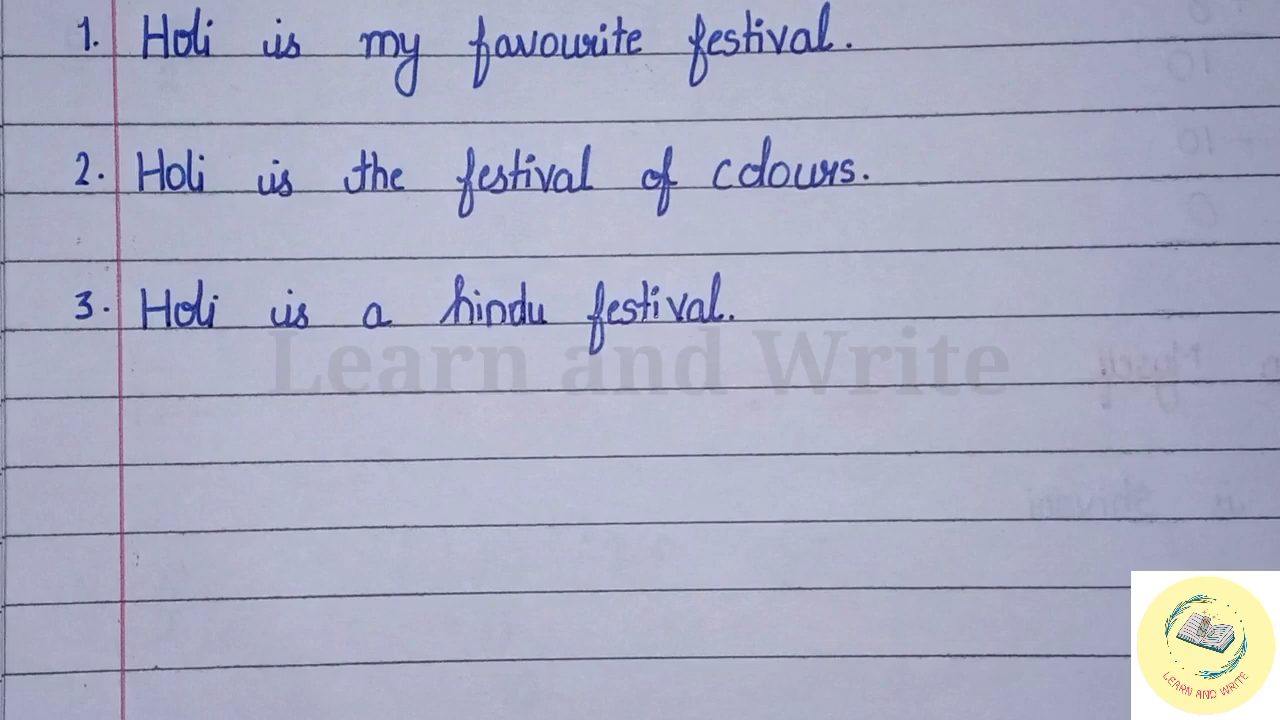 1. Holi is my favourite festival.
2. Holi is the festival of colours.
3. Holi is a hindu festival.
Learn and Write
LEARN AND WRITE